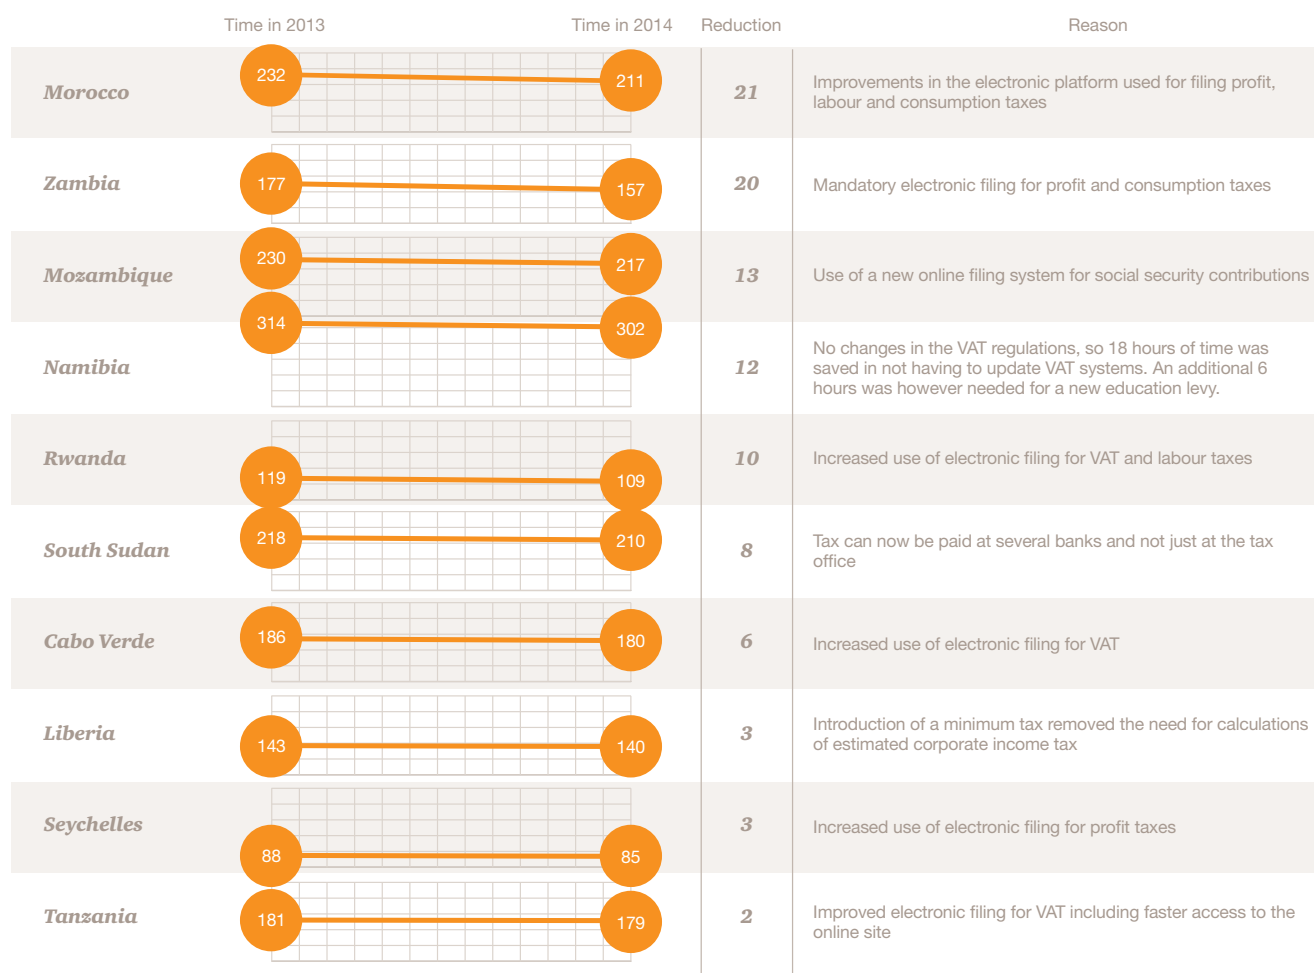 Time in 2013 Time in 2014 Reduction Reason
Morocco 232 211 21 Improvements in the electronic platform used for filing profit,
labour and consumption taxes
Zambia 177 157 20 Mandatory electronic filing for profit and consumption taxes
Mozambique 230 217 13 Use of a new online filing system for social security contributions
Namibia 314 302 12 No changes in the VAT regulations, so 18 hours of time was
saved in not having to update VAT systems. An additional 6
hours was however needed for a new education levy.
Rwanda 119 109 10 Increased use of electronic filing for VAT and labour taxes
South Sudan 218 210 8 Tax can now be paid at several banks and not just at the tax
office
Cabo Verde 186 180 6 Increased use of electronic filing for VAT
Liberia 143 140 3 Introduction of a minimum tax removed the need for calculations
of estimated corporate income tax
Seychelles 88 85 3 Increased use of electronic filing for profit taxes
Tanzania 181 179 2 Improved electronic filing for VAT including faster access to the
online site